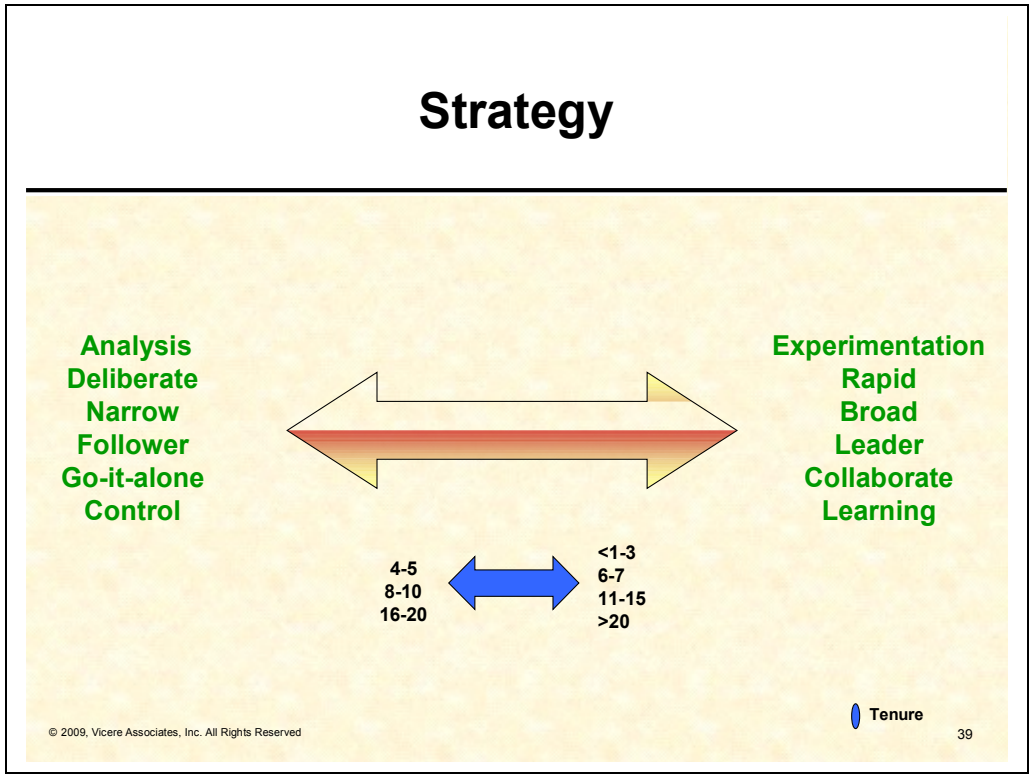 Strategy
Analysis
Deliberate
Narrow
Follower
Go-it-alone
Control
Experimentation
Rapid
Broad
Leader
Collaborate
Learning
4-5
8-10
16-20
<1-3
6-7
11-15
>20
Tenure
© 2009, Vicere Associates, Inc. All Rights Reserved
39